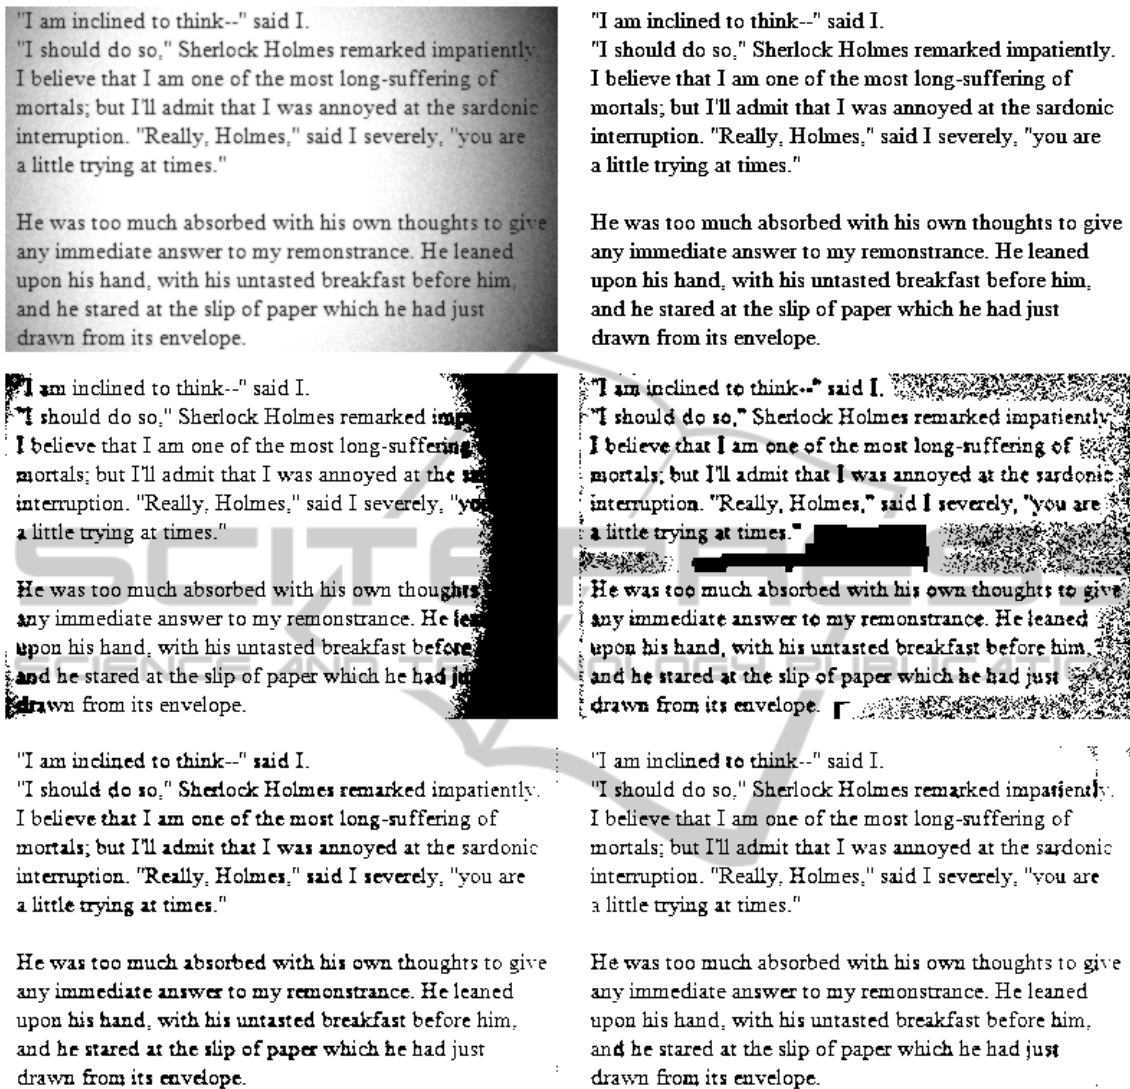 "I am inclined to think--" said I.
"I should do so," Sherlock Holmes remarked impatiently.
I believe that I am one of the most long-suffering of
mortals; but I'll admit that I was annoyed at the sardonic
interruption. "Really, Holmes," said I severely, "you are
a little trying at times."
He was too much absorbed with his own thoughts to give
any immediate answer to my remonstrance. He leaned
upon his hand, with his untasted breakfast before him,
and he stared at the slip of paper which he had just
drawn from its envelope.
"I am inclined to think--" said I.
"I should do so," Sherlock Holmes remarked impatiently.
I believe that I am one of the most long-suffering of
mortals; but I'll admit that I was annoyed at the sardonic
interruption. "Really, Holmes," said I severely, "you are
a little trying at times."
He was too much absorbed with his own thoughts to give
any immediate answer to my remonstrance. He leaned
upon his hand, with his untasted breakfast before him,
and he stared at the slip of paper which he had just
drawn from its envelope.
"I am inclined to think--" said I.
"I should do so," Sherlock Holmes remarked
I believe that I am one of the most long-suffering
mortals; but I'll admit that I was annoyed at the
interruption. "Really, Holmes," said I severely,
a little trying at times."
He was too much absorbed with his own thoughts
any immediate answer to my remonstrance. He
upon his hand, with his untasted breakfast before
and he stared at the slip of paper which he had
drawn from its envelope.
"I am inclined to think--" said I.
"I should do so," Sherlock Holmes remarked impatiently.
I believe that I am one of the most long-suffering of
mortals; but I'll admit that I was annoyed at the sardonic
interruption. "Really, Holmes," said I severely, "you are
a little trying at times."
He was too much absorbed with his own thoughts to give
any immediate answer to my remonstrance. He leaned
upon his hand, with his untasted breakfast before him,
and he stared at the slip of paper which he had just
drawn from its envelope.
"I am inclined to think--" said I.
"I should do so," Sherlock Holmes remarked impatiently.
I believe that I am one of the most long-suffering of
mortals; but I'll admit that I was annoyed at the sardonic
interruption. "Really, Holmes," said I severely, "you are
a little trying at times."
He was too much absorbed with his own thoughts to give
any immediate answer to my remonstrance. He leaned
upon his hand, with his untasted breakfast before him,
and he stared at the slip of paper which he had just
drawn from its envelope.
"I am inclined to think--" said I.
"I should do so," Sherlock Holmes remarked impatiently.
I believe that I am one of the most long-suffering of
mortals; but I'll admit that I was annoyed at the sardonic
interruption. "Really, Holmes," said I severely, "you are
a little trying at times."
He was too much absorbed with his own thoughts to give
any immediate answer to my remonstrance. He leaned
upon his hand, with his untasted breakfast before him,
and he stared at the slip of paper which he had just
drawn from its envelope.
SCITEPRESS
SCIENCE AND TECHNOLOGY PUBLICATIONS